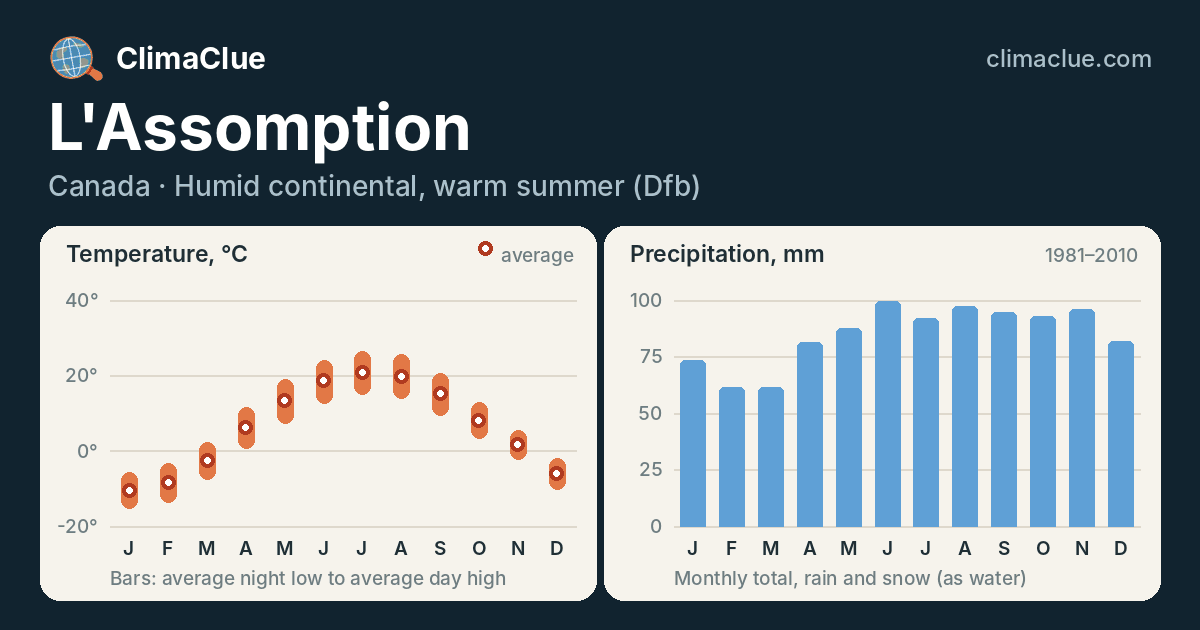 ClimaClue
climaclue.com
L'Assomption
Canada · Humid continental, warm summer (Dfb)
Temperature, °C
average
40°
20°
0°
-20°
J F M A M J J A S O N D
Bars: average night low to average day high
Precipitation, mm
1981–2010
100
75
50
25
0
J F M A M J J A S O N D
Monthly total, rain and snow (as water)